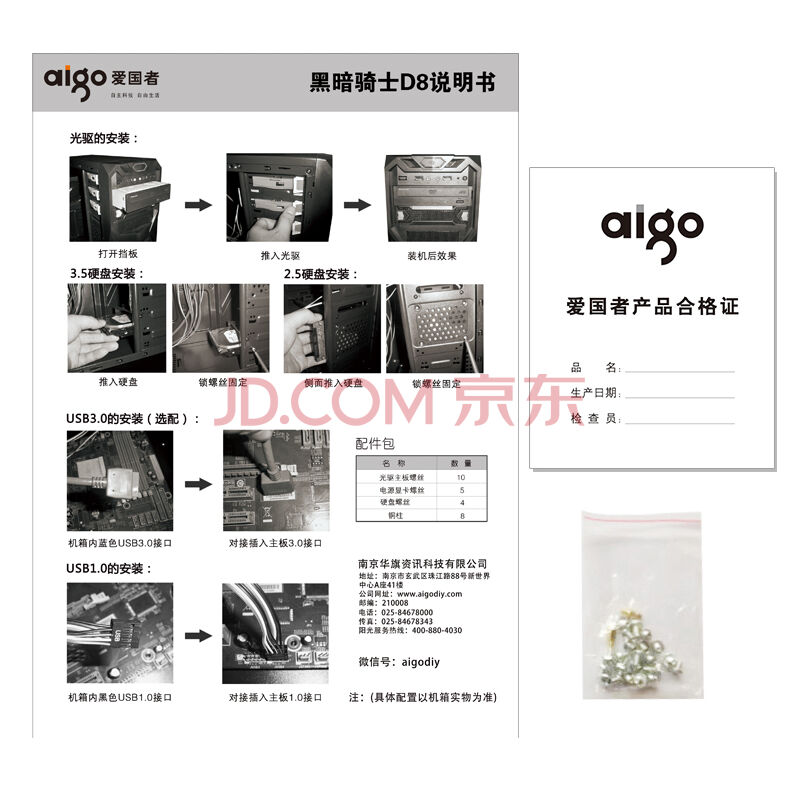 aigo 爱国者
自主科技 自由生活
黑暗骑士D8说明书
光驱的安装：
打开挡板
推入光驱
装机后效果
3.5硬盘安装：
2.5硬盘安装：
推入硬盘
锁螺丝固定
侧面推入硬盘
锁螺丝固定
JD.COM 京东
USB3.0的安装（选配）：
机箱内蓝色USB3.0接口
对接插入主板3.0接口
USB1.0的安装：
USB
机箱内黑色USB1.0接口
对接插入主板1.0接口
配件包
名 称 数 量
光驱主板螺丝 10
电源显卡螺丝 5
硬盘螺丝 4
铜柱 8
南京华旗资讯科技有限公司
地址：南京市玄武区珠江路88号新世界
中心A座41楼
公司网址：www.aigodiy.com
邮编：210008
电话：025-84678000
传真：025-84678343
阳光服务热线：400-880-4030
微信号：aigodiy
注：(具体配置以机箱实物为准)
aigo
爱国者产品合格证
品 名：
生产日期：
检 查 员：